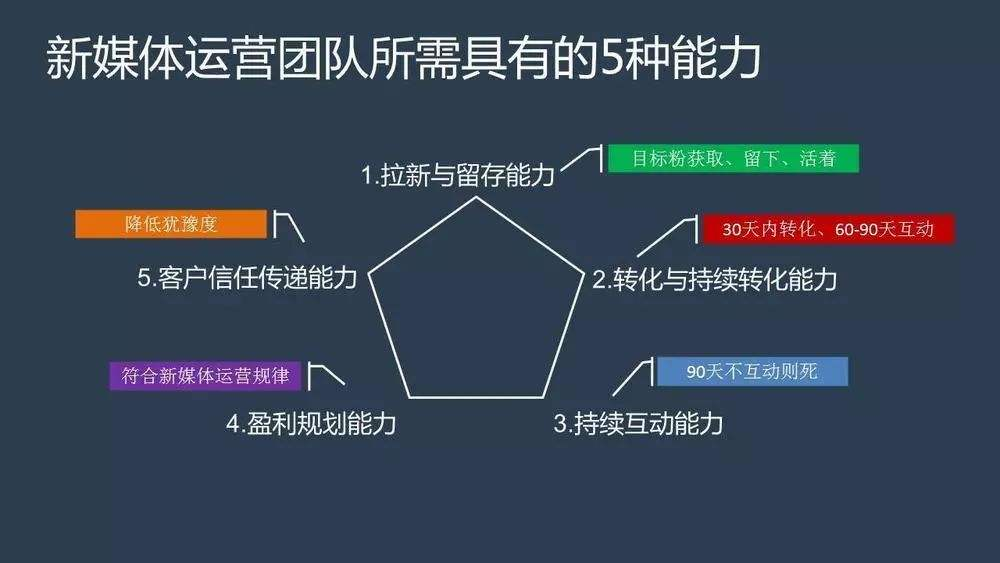 新媒体运营团队所需具有的5种能力
1.拉新与留存能力
目标粉获取、留下、活着
2.转化与持续转化能力
30天内转化、60-90天互动
3.持续互动能力
90天不互动则死
4.盈利规划能力
符合新媒体运营规律
5.客户信任传递能力
降低犹豫度